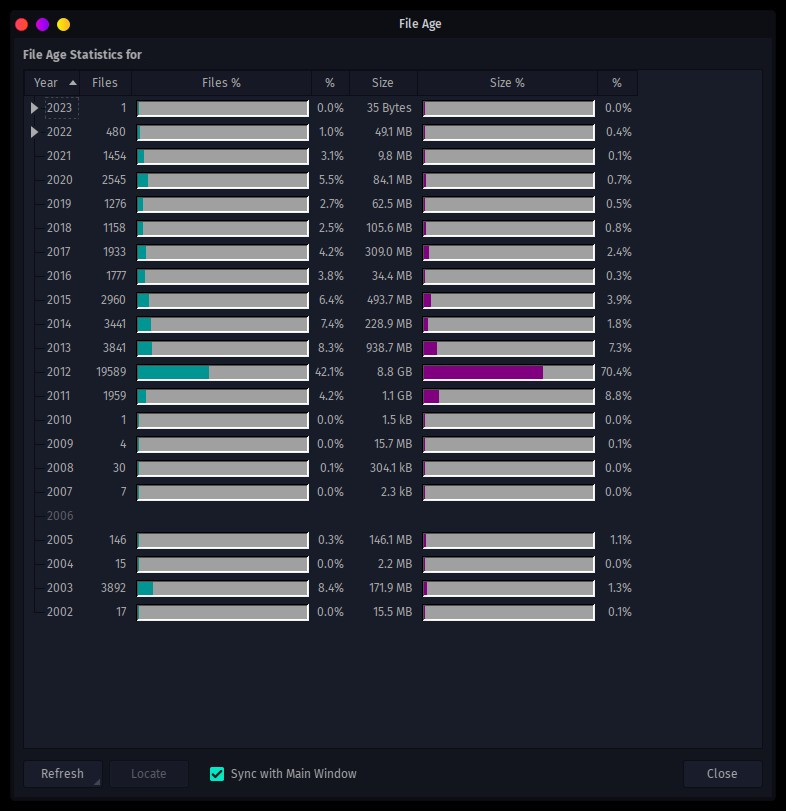 File Age
File Age Statistics for
Year Files Files % % Size Size % %
2023 1 0.0% 35 Bytes 0.0%
2022 480 1.0% 49.1 MB 0.4%
2021 1454 3.1% 9.8 MB 0.1%
2020 2545 5.5% 84.1 MB 0.7%
2019 1276 2.7% 62.5 MB 0.5%
2018 1158 2.5% 105.6 MB 0.8%
2017 1933 4.2% 309.0 MB 2.4%
2016 1777 3.8% 34.4 MB 0.3%
2015 2960 6.4% 493.7 MB 3.9%
2014 3441 7.4% 228.9 MB 1.8%
2013 3841 8.3% 938.7 MB 7.3%
2012 19589 42.1% 8.8 GB 70.4%
2011 1959 4.2% 1.1 GB 8.8%
2010 1 0.0% 1.5 kB 0.0%
2009 4 0.0% 15.7 MB 0.1%
2008 30 0.1% 304.1 kB 0.0%
2007 7 0.0% 2.3 kB 0.0%
2006
2005 146 0.3% 146.1 MB 1.1%
2004 15 0.0% 2.2 MB 0.0%
2003 3892 8.4% 171.9 MB 1.3%
2002 17 0.0% 15.5 MB 0.1%
Refresh Locate Sync with Main Window Close